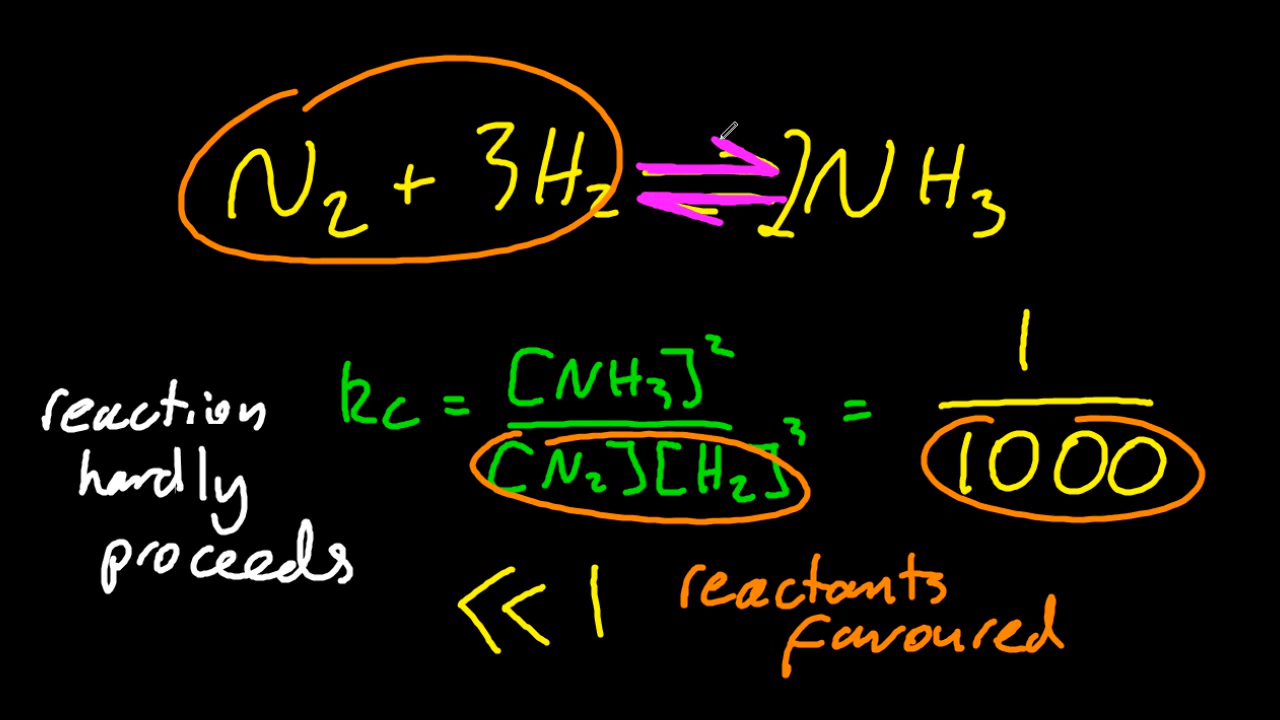 N₂ + 3H₂ ⇌ 2NH₃
kc = [NH₃]² / [N₂][H₂]³ = 1 / 1000
reaction
hardly
proceeds
<< 1
reactants
favoured